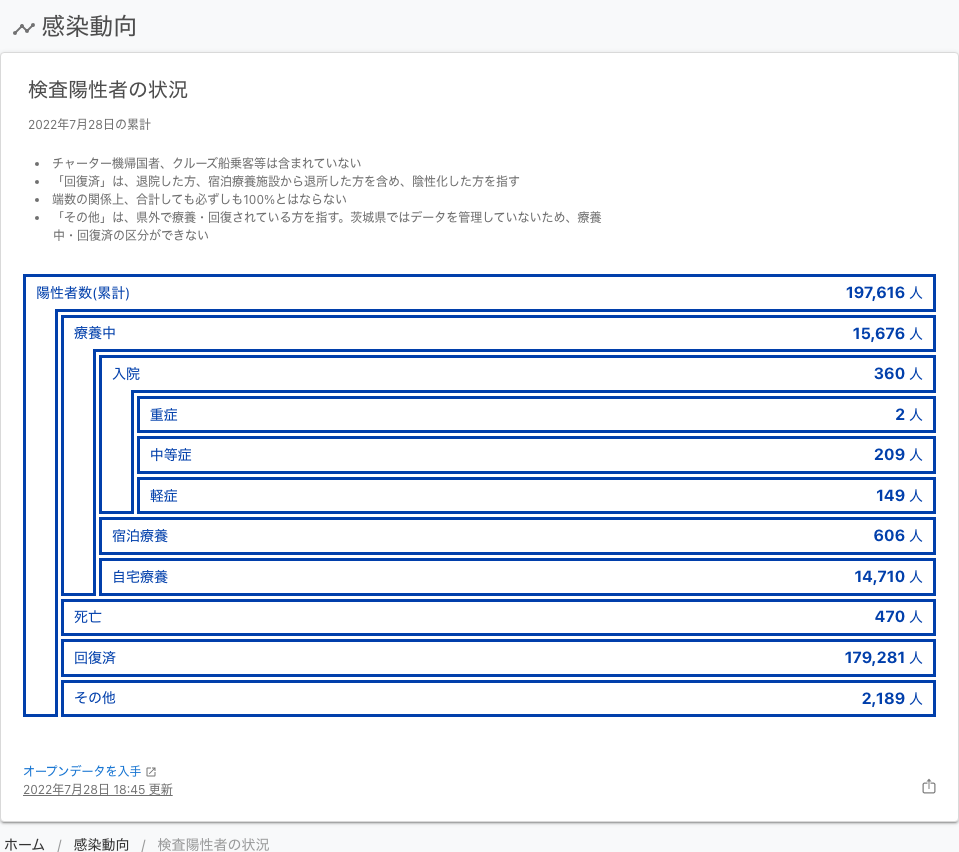 感染動向
検査陽性者の状況
2022年7月28日の累計
• チャーター機帰国者、クルーズ船乗客等は含まれていない
• 「回復済」は、退院した方、宿泊療養施設から退所した方を含め、陰性化した方を指す
• 端数の関係上、合計しても必ずしも100%とはならない
• 「その他」は、県外で療養・回復されている方を指す。茨城県ではデータを管理していないため、療養
中・回復済の区分ができない
陽性者数(累計) 197,616 人
療養中 15,676 人
入院 360 人
重症 2 人
中等症 209 人
軽症 149 人
宿泊療養 606 人
自宅療養 14,710 人
死亡 470 人
回復済 179,281 人
その他 2,189 人
オープンデータを入手
2022年7月28日 18:45 更新
ホーム / 感染動向 / 検査陽性者の状況